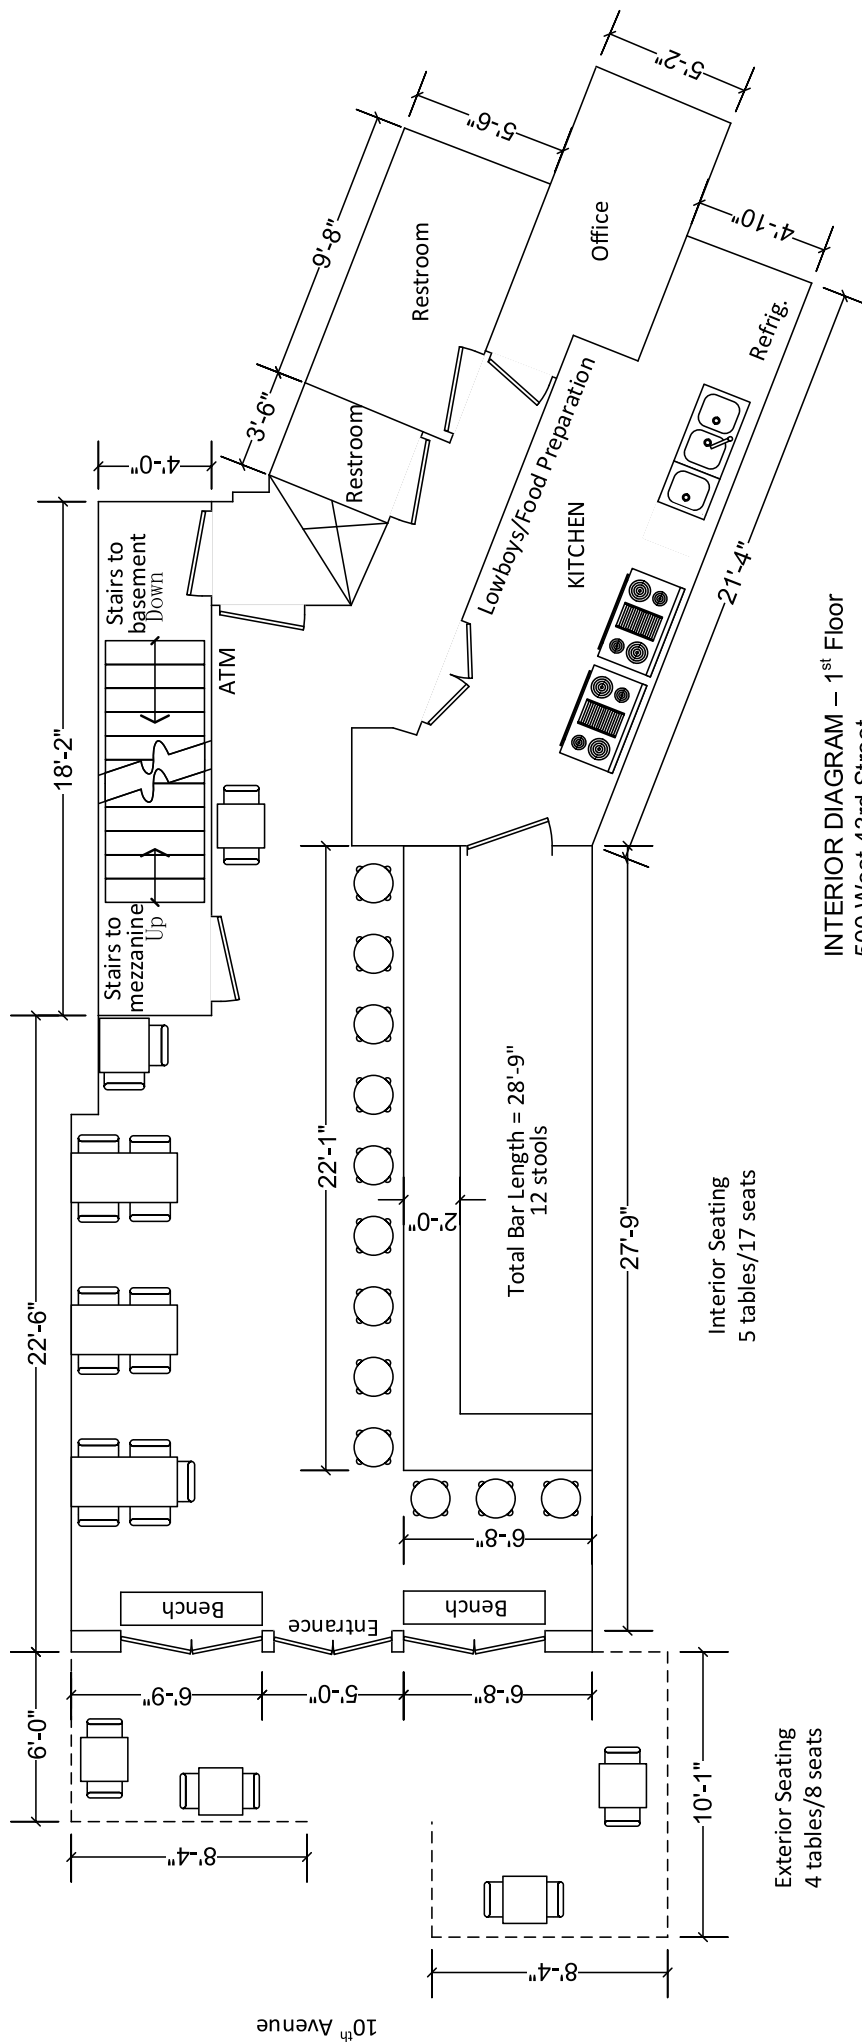 5'-2"
5'-6"
9'-8"
3'-6"
4'-10"
21'-4"
4'-0"
18'-2"
22'-6"
6'-0"
Restroom
Restroom
Office
Refrig.
Lowboys/Food Preparation
KITCHEN
Stairs to
basement
Down
ATM
Stairs to
mezzanine
Up
22'-1"
2'-0"
Total Bar Length = 28'-9"
12 stools
27'-9"
6'-8"
Bench
Entrance
Bench
6'-9"
5'-0"
6'-8"
8'-4"
8'-4"
10'-1"
Interior Seating
5 tables/17 seats
Exterior Seating
4 tables/8 seats
10th Avenue
INTERIOR DIAGRAM – 1st Floor
500 West 43rd Street